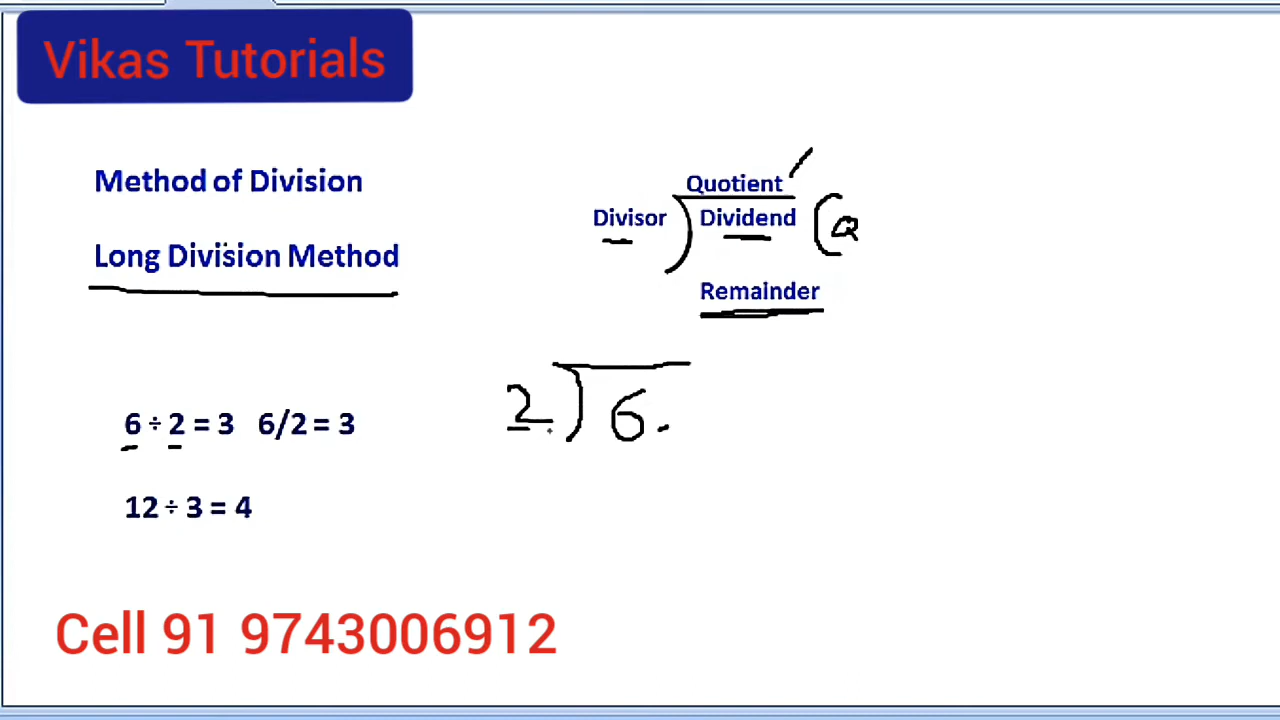 Vikas Tutorials
Method of Division
Long Division Method
Quotient
Divisor ) Dividend ( Q
Remainder
2 ) 6
6 ÷ 2 = 3 6/2 = 3
12 ÷ 3 = 4
Cell 91 9743006912